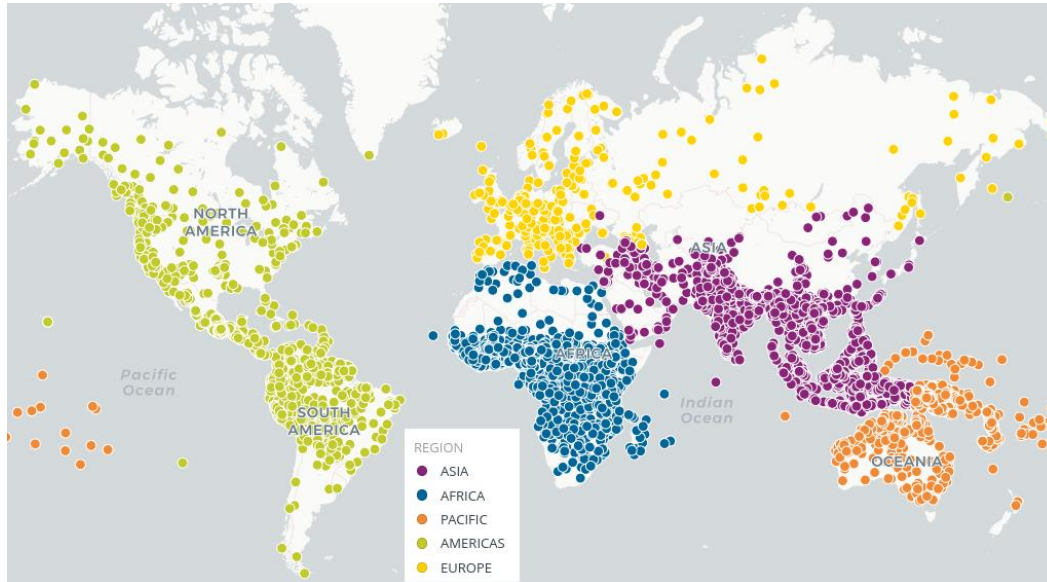 NORTH
AMERICA
ASIA
AFRICA
Pacific
Ocean
Indian
Ocean
SOUTH
AMERICA
OCEANIA
REGION
ASIA
AFRICA
PACIFIC
AMERICAS
EUROPE